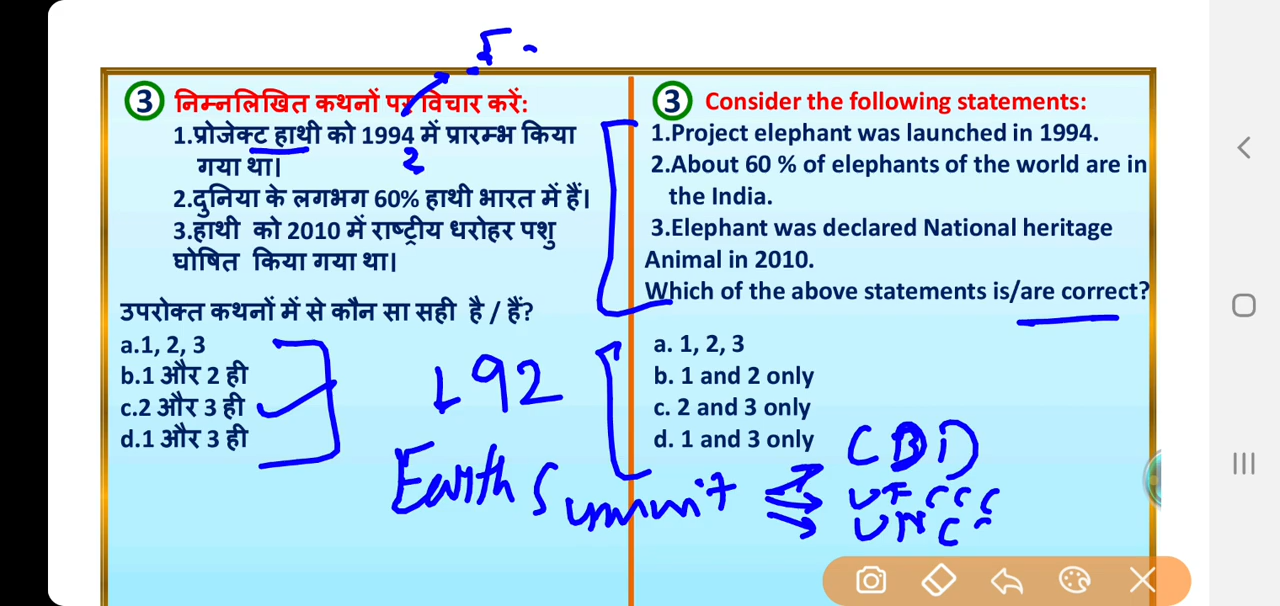 3 निम्नलिखित कथनों पर विचार करें:
1.प्रोजेक्ट हाथी को 1994 में प्रारम्भ किया
गया था।
2
2.दुनिया के लगभग 60% हाथी भारत में हैं।
3.हाथी को 2010 में राष्ट्रीय धरोहर पशु
घोषित किया गया था।
उपरोक्त कथनों में से कौन सा सही है / हैं?
a.1, 2, 3
b.1 और 2 ही
c.2 और 3 ही
d.1 और 3 ही
3 Consider the following statements:
1.Project elephant was launched in 1994.
2.About 60 % of elephants of the world are in
the India.
3.Elephant was declared National heritage
Animal in 2010.
Which of the above statements is/are correct?
a. 1, 2, 3
b. 1 and 2 only
c. 2 and 3 only
d. 1 and 3 only
92
Earth Summit
CBD